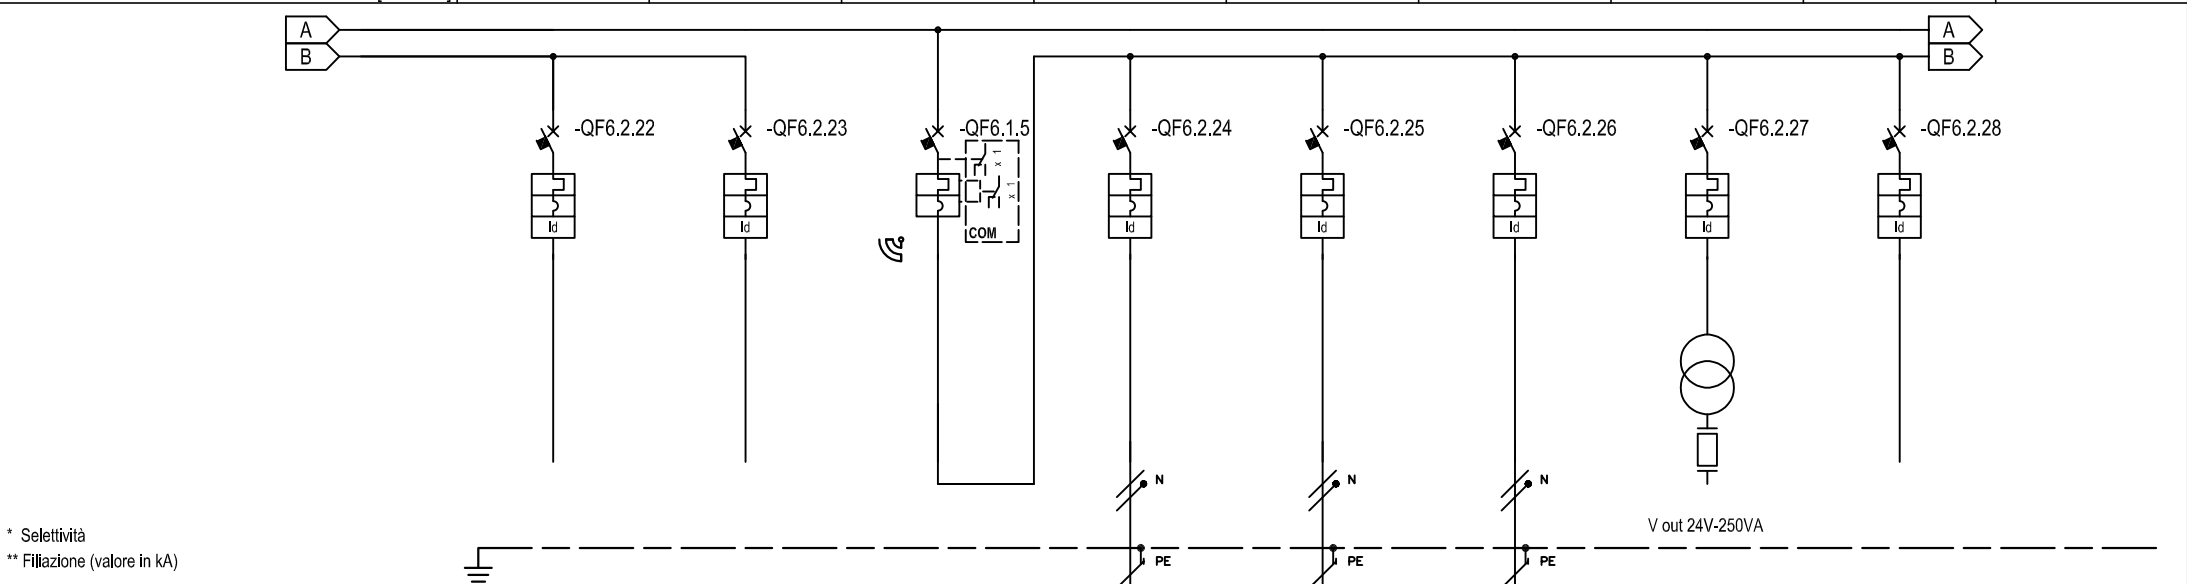 A
A
B
B
-QF6.2.22
-QF6.2.23
-QF6.1.5
-QF6.2.24
-QF6.2.25
-QF6.2.26
-QF6.2.27
-QF6.2.28
x 1
x 1
Id
Id
COM
Id
Id
Id
Id
Id
N
N
N
V out 24V-250VA
* Selettività
** Filiazione (valore in kA)
PE
PE
PE